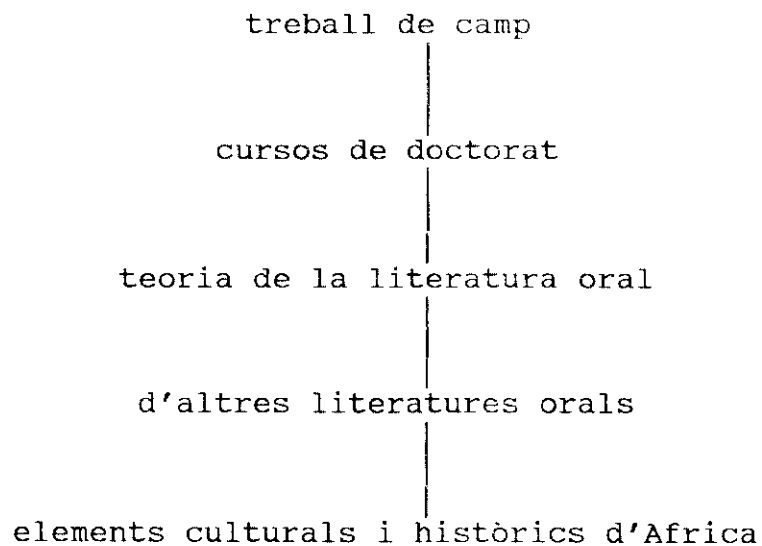 treball de camp
cursos de doctorat
teoria de la literatura oral
d'altres literatures orals
elements culturals i històrics d'Africa